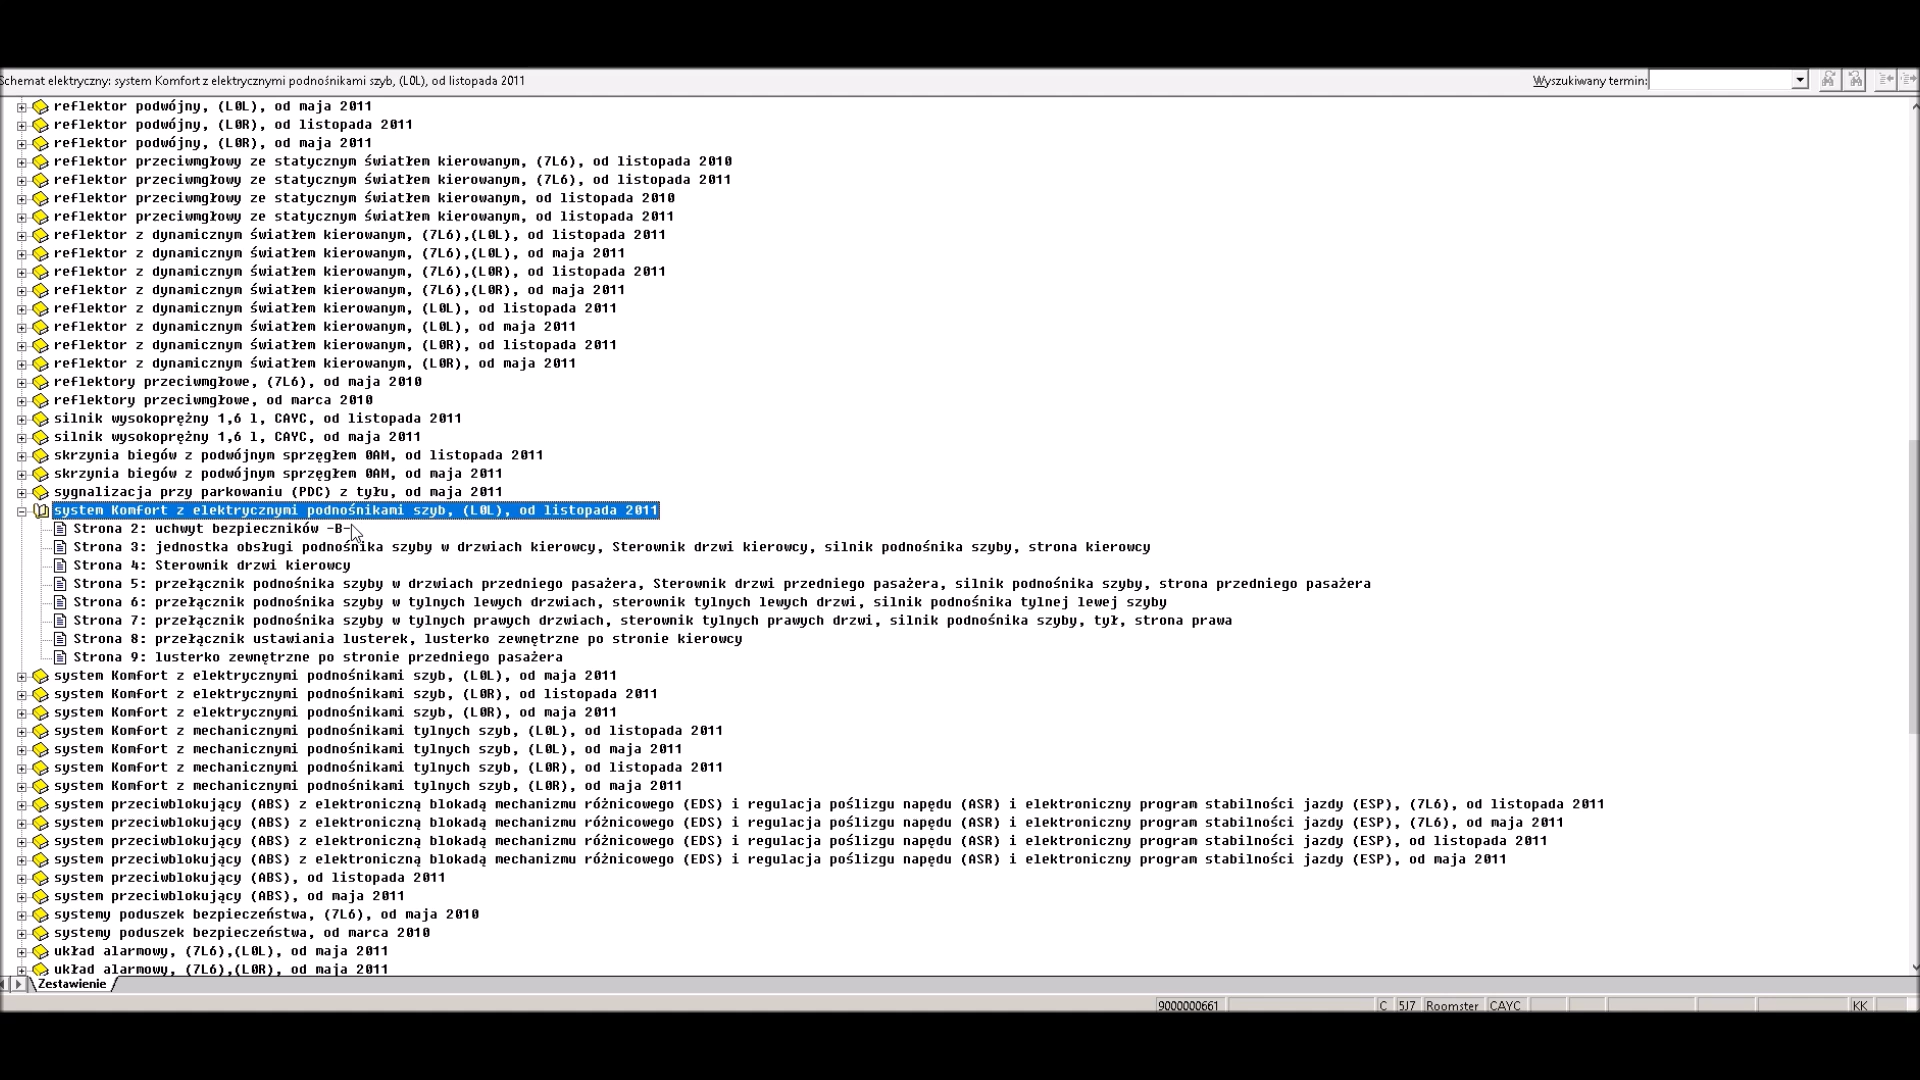 Schemat elektryczny: system Komfort z elektrycznymi podnośnikami szyb, (L0L), od listopada 2011
Wyszukiwany termin:
reflektor podwójny, (L0L), od maja 2011
reflektor podwójny, (L0R), od listopada 2011
reflektor podwójny, (L0R), od maja 2011
reflektor przeciwmgłowy ze statycznym światłem kierowanym, (7L6), od listopada 2010
reflektor przeciwmgłowy ze statycznym światłem kierowanym, (7L6), od listopada 2011
reflektor przeciwmgłowy ze statycznym światłem kierowanym, od listopada 2010
reflektor przeciwmgłowy ze statycznym światłem kierowanym, od listopada 2011
reflektor z dynamicznym światłem kierowanym, (7L6),(L0L), od listopada 2011
reflektor z dynamicznym światłem kierowanym, (7L6),(L0L), od maja 2011
reflektor z dynamicznym światłem kierowanym, (7L6),(L0R), od listopada 2011
reflektor z dynamicznym światłem kierowanym, (7L6),(L0R), od maja 2011
reflektor z dynamicznym światłem kierowanym, (L0L), od listopada 2011
reflektor z dynamicznym światłem kierowanym, (L0L), od maja 2011
reflektor z dynamicznym światłem kierowanym, (L0R), od listopada 2011
reflektor z dynamicznym światłem kierowanym, (L0R), od maja 2011
reflektory przeciwmgłowe, (7L6), od maja 2010
reflektory przeciwmgłowe, od marca 2010
silnik wysokoprężny 1,6 l, CAYC, od listopada 2011
silnik wysokoprężny 1,6 l, CAYC, od maja 2011
skrzynia biegów z podwójnym sprzęgłem 0AM, od listopada 2011
skrzynia biegów z podwójnym sprzęgłem 0AM, od maja 2011
sygnalizacja przy parkowaniu (PDC) z tyłu, od maja 2011
system Komfort z elektrycznymi podnośnikami szyb, (L0L), od listopada 2011
Strona 2: uchwyt bezpieczników -B-
Strona 3: jednostka obsługi podnośnika szyby w drzwiach kierowcy, Sterownik drzwi kierowcy, silnik podnośnika szyby, strona kierowcy
Strona 4: Sterownik drzwi kierowcy
Strona 5: przełącznik podnośnika szyby w drzwiach przedniego pasażera, Sterownik drzwi przedniego pasażera, silnik podnośnika szyby, strona przedniego pasażera
Strona 6: przełącznik podnośnika szyby w tylnych lewych drzwiach, sterownik tylnych lewych drzwi, silnik podnośnika tylnej lewej szyby
Strona 7: przełącznik podnośnika szyby w tylnych prawych drzwiach, sterownik tylnych prawych drzwi, silnik podnośnika szyby, tył, strona prawa
Strona 8: przełącznik ustawiania lusterek, lusterko zewnętrzne po stronie kierowcy
Strona 9: lusterko zewnętrzne po stronie przedniego pasażera
system Komfort z elektrycznymi podnośnikami szyb, (L0L), od maja 2011
system Komfort z elektrycznymi podnośnikami szyb, (L0R), od listopada 2011
system Komfort z elektrycznymi podnośnikami szyb, (L0R), od maja 2011
system Komfort z mechanicznymi podnośnikami tylnych szyb, (L0L), od listopada 2011
system Komfort z mechanicznymi podnośnikami tylnych szyb, (L0L), od maja 2011
system Komfort z mechanicznymi podnośnikami tylnych szyb, (L0R), od listopada 2011
system Komfort z mechanicznymi podnośnikami tylnych szyb, (L0R), od maja 2011
system przeciwblokujący (ABS) z elektroniczną blokadą mechanizmu różnicowego (EDS) i regulacja poślizgu napędu (ASR) i elektroniczny program stabilności jazdy (ESP), (7L6), od listopada 2011
system przeciwblokujący (ABS) z elektroniczną blokadą mechanizmu różnicowego (EDS) i regulacja poślizgu napędu (ASR) i elektroniczny program stabilności jazdy (ESP), (7L6), od maja 2011
system przeciwblokujący (ABS) z elektroniczną blokadą mechanizmu różnicowego (EDS) i regulacja poślizgu napędu (ASR) i elektroniczny program stabilności jazdy (ESP), od listopada 2011
system przeciwblokujący (ABS) z elektroniczną blokadą mechanizmu różnicowego (EDS) i regulacja poślizgu napędu (ASR) i elektroniczny program stabilności jazdy (ESP), od maja 2011
system przeciwblokujący (ABS), od listopada 2011
system przeciwblokujący (ABS), od maja 2011
systemy poduszek bezpieczeństwa, (7L6), od maja 2010
systemy poduszek bezpieczeństwa, od marca 2010
układ alarmowy, (7L6),(L0L), od maja 2011
układ alarmowy, (7L6),(L0R), od maja 2011
Zestawienie
9000000661 C 5J7 Roomster CAYC KK